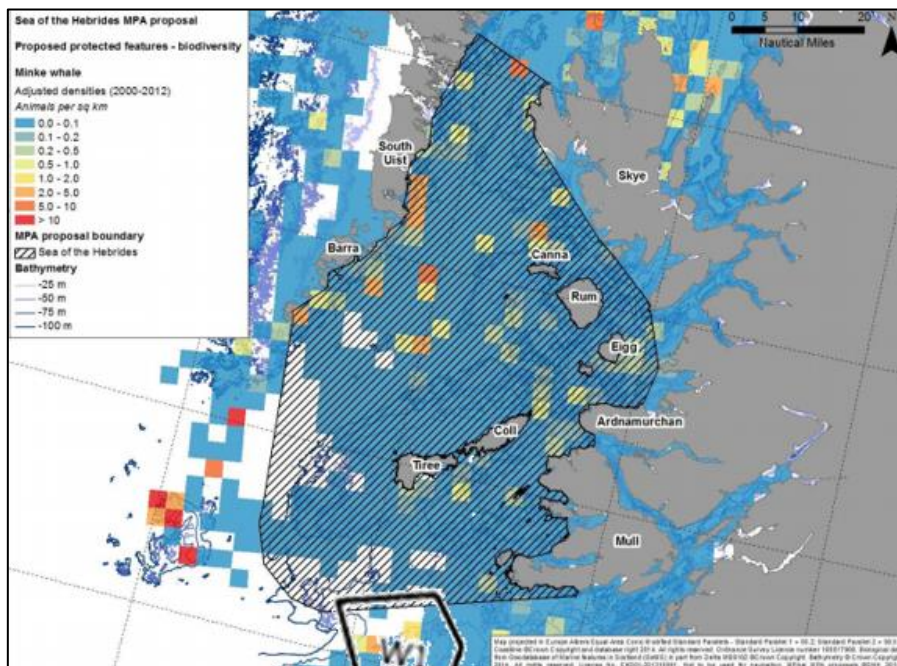 Sea of the Hebrides MPA proposal
Proposed protected features - biodiversity
Minke whale
Adjusted densities (2000-2012)
Animals per sq km
0.0 - 0.1
0.1 - 0.2
0.2 - 0.5
0.5 - 1.0
1.0 - 2.0
2.0 - 5.0
5.0 - 10
> 10
MPA proposal boundary
Sea of the Hebrides
Bathymetry
-25 m
-50 m
-75 m
-100 m
0 5 10 20
Nautical Miles
N
South
Uist
Skye
Barra
Canna
Rum
Eigg
Ardnamurchan
Coll
Tiree
Mull
W1